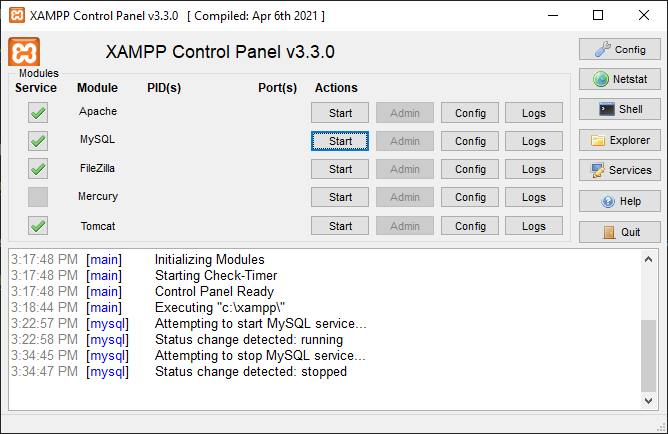 XAMPP Control Panel v3.3.0 [ Compiled: Apr 6th 2021 ]
XAMPP Control Panel v3.3.0
Config
Modules
Service Module PID(s) Port(s) Actions
Netstat
Apache Start Admin Config Logs
Shell
MySQL Start Admin Config Logs
Explorer
FileZilla Start Admin Config Logs
Services
Mercury Start Admin Config Logs
Help
Tomcat Start Admin Config Logs
Quit
3:17:48 PM [main] Initializing Modules
3:17:48 PM [main] Starting Check-Timer
3:17:48 PM [main] Control Panel Ready
3:18:44 PM [main] Executing "c:\xampp\"
3:22:57 PM [mysql] Attempting to start MySQL service...
3:22:58 PM [mysql] Status change detected: running
3:34:45 PM [mysql] Attempting to stop MySQL service...
3:34:47 PM [mysql] Status change detected: stopped